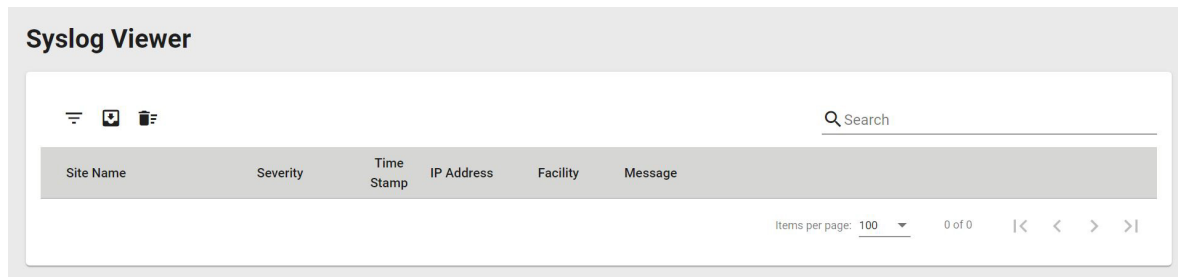 Syslog Viewer
Search
Site Name Severity Time Stamp IP Address Facility Message
Items per page: 100 0 of 0